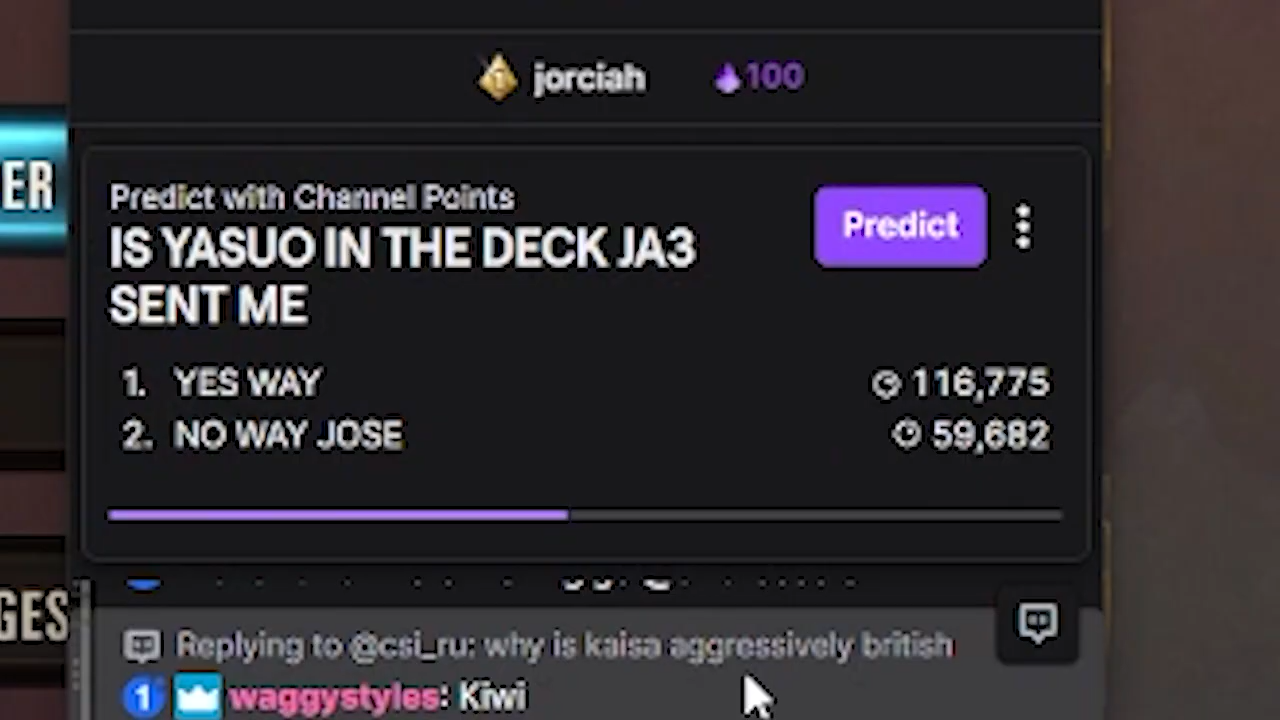 jorciah 100
ER
Predict with Channel Points
Predict
IS YASUO IN THE DECK JA3
SENT ME
1. YES WAY 116,775
2. NO WAY JOSE 59,682
GES
Replying to @csi_ru: why is kaisa aggressively british
1 waggystyles: Kiwi